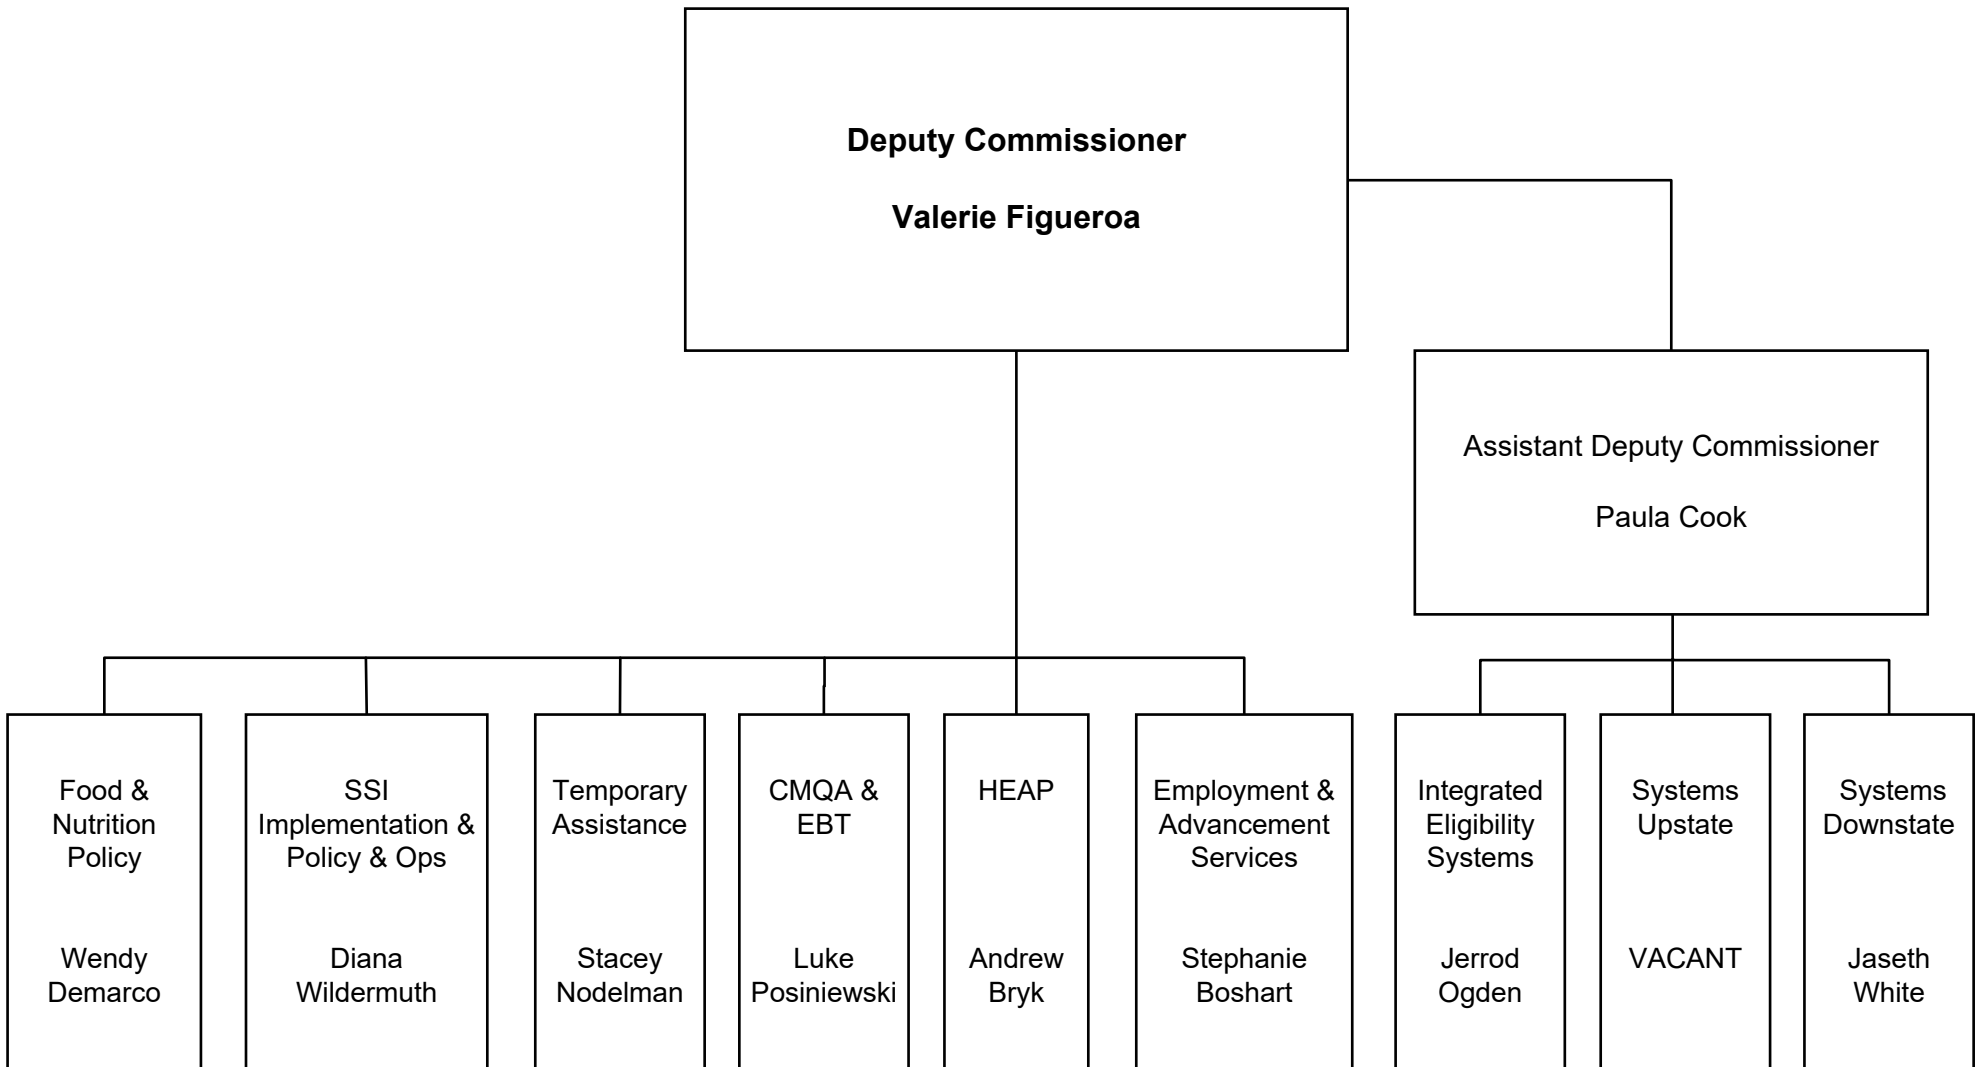 Deputy Commissioner
Valerie Figueroa
Assistant Deputy Commissioner
Paula Cook
Food &
Nutrition
Policy
Wendy
Demarco
SSI
Implementation &
Policy & Ops
Diana
Wildermuth
Temporary
Assistance
Stacey
Nodelman
CMQA &
EBT
Luke
Posiniewski
HEAP
Andrew
Bryk
Employment &
Advancement
Services
Stephanie
Boshart
Integrated
Eligibility
Systems
Jerrod
Ogden
Systems
Upstate
VACANT
Systems
Downstate
Jaseth
White